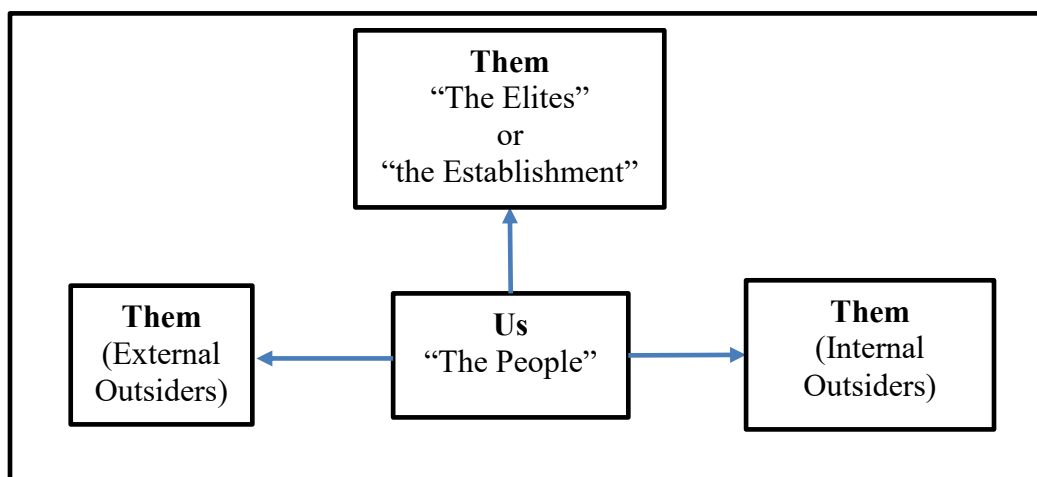 Them
“The Elites”
or
“the Establishment”
Them
(External
Outsiders)
Us
“The People”
Them
(Internal
Outsiders)